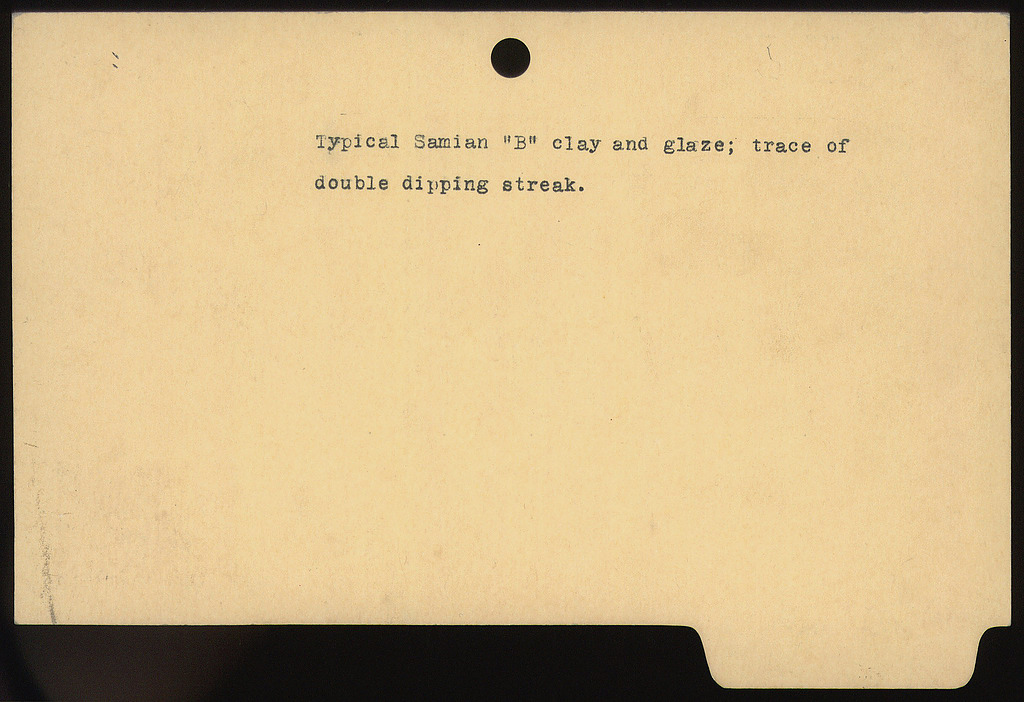 Typical Samian "B" clay and glaze; trace of
double dipping streak.